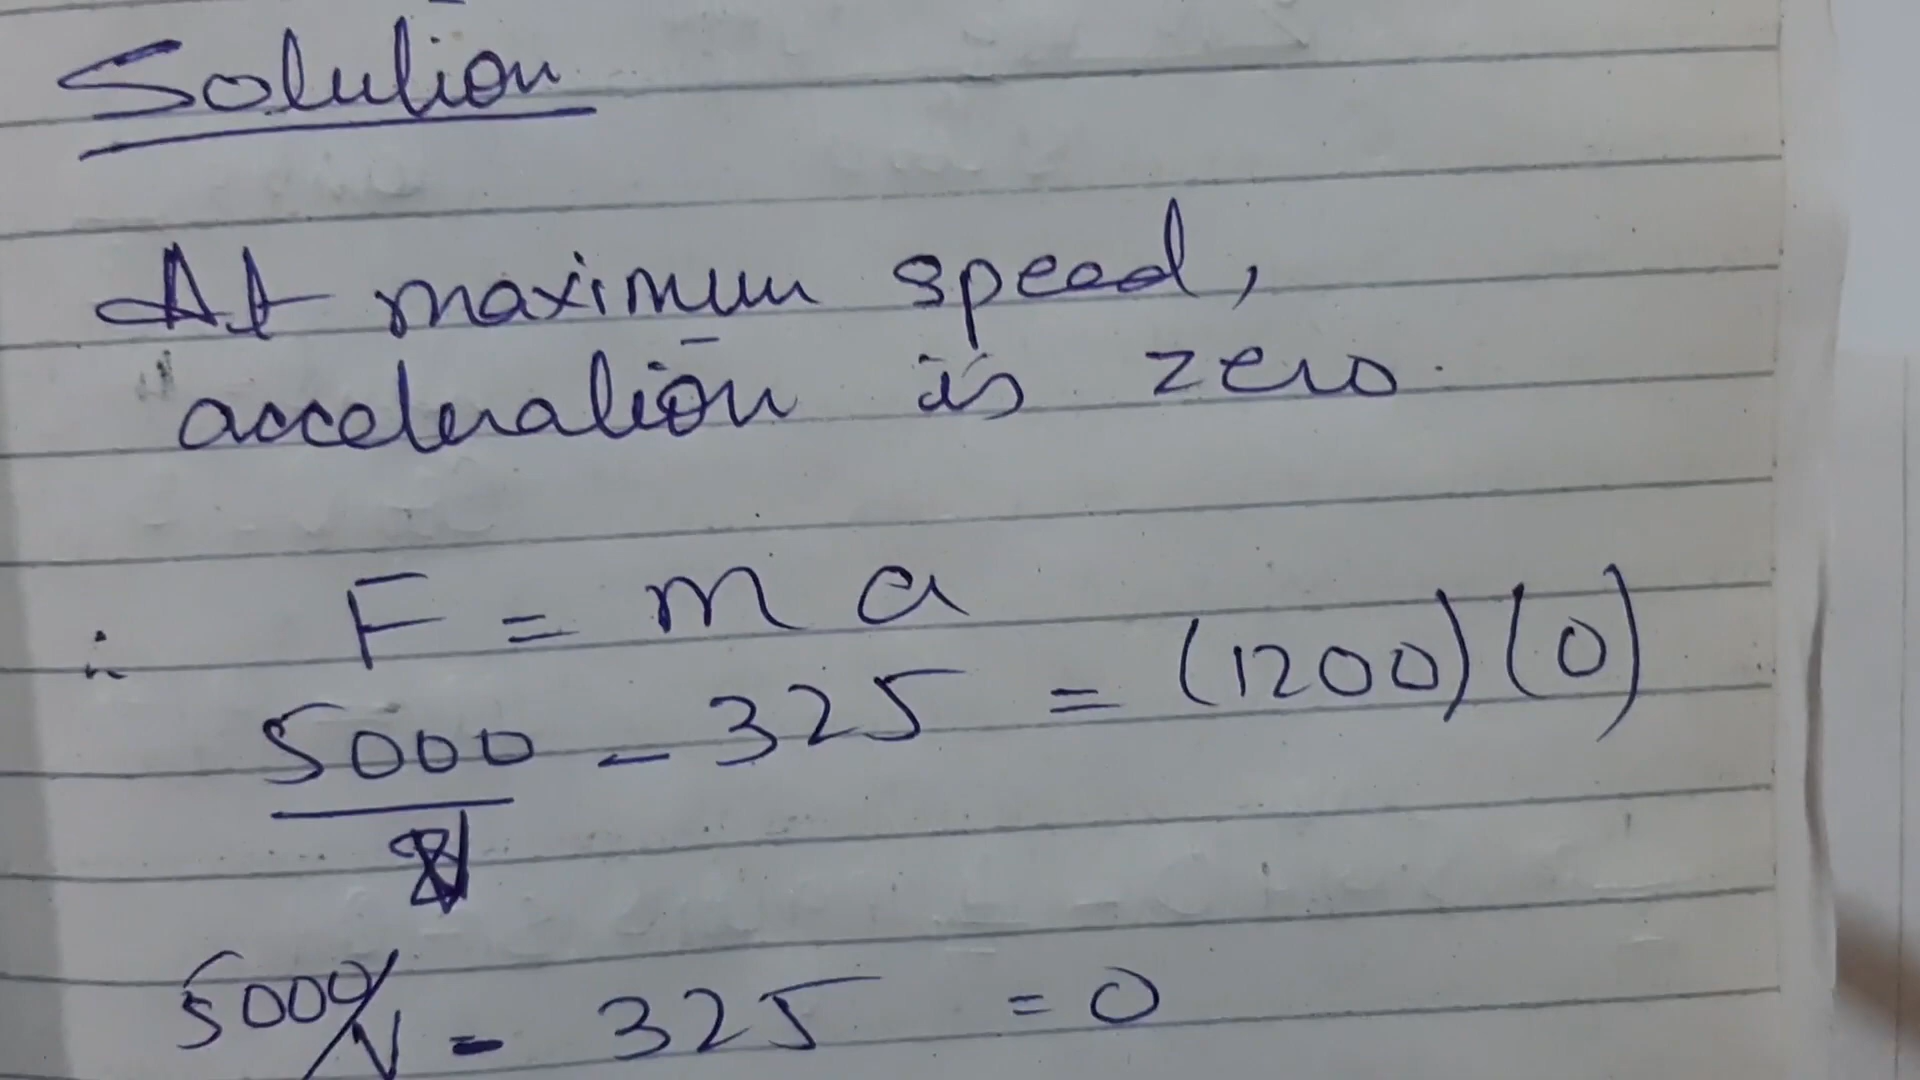 Solution
At maximum speed,
acceleration is zero.
∴ F = ma
5000/V - 325 = (1200)(0)
5000/V - 325 = 0